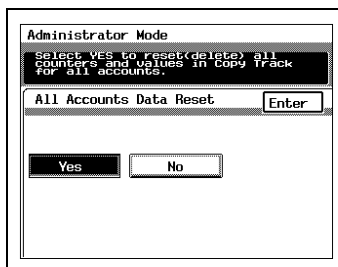 Administrator Mode
Select YES to reset(delete) all
counters and values in Copy Track
for all accounts.
All Accounts Data Reset
Enter
Yes
No